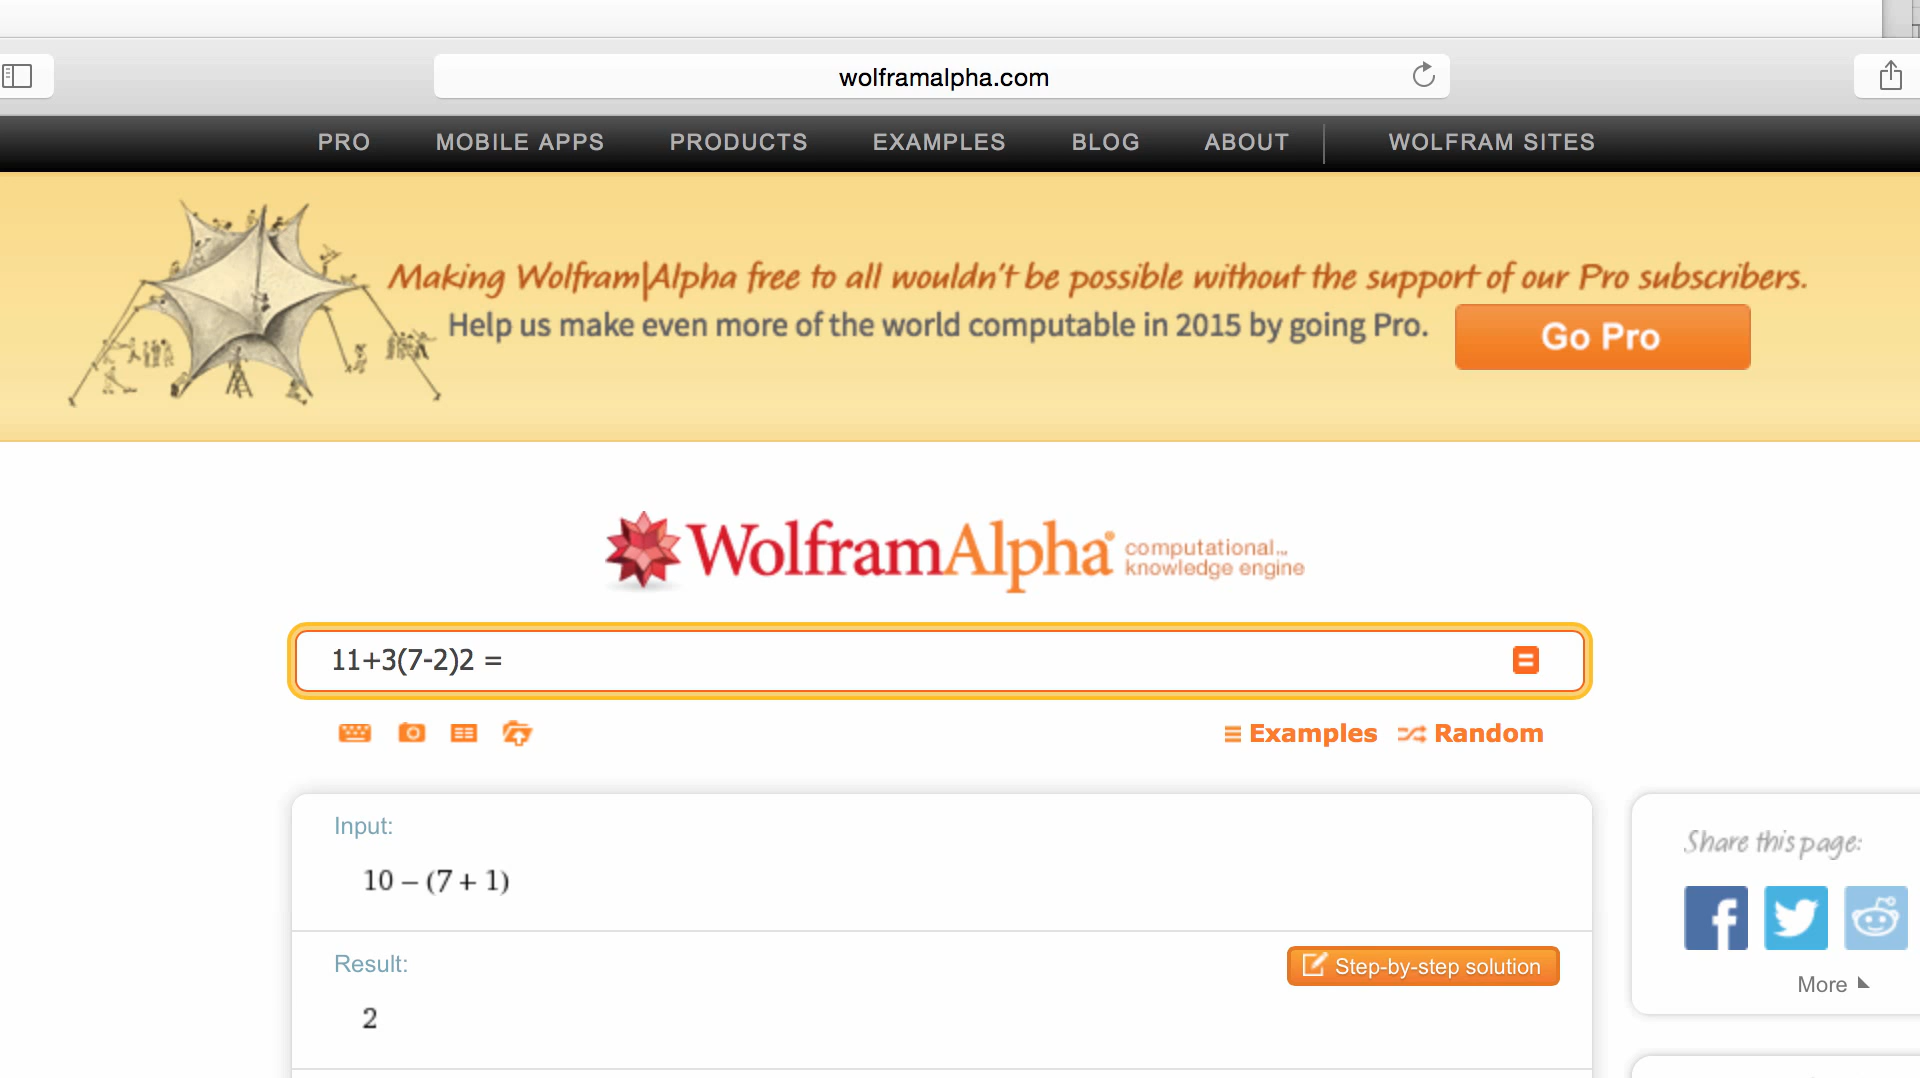 wolframalpha.com
PRO MOBILE APPS PRODUCTS EXAMPLES BLOG ABOUT WOLFRAM SITES
Making Wolfram|Alpha free to all wouldn't be possible without the support of our Pro subscribers.
Help us make even more of the world computable in 2015 by going Pro.
Go Pro
WolframAlpha computational knowledge engine
11+3(7-2)2 =
Examples Random
Input:
10 – (7 + 1)
Result:
Step-by-step solution
2
Share this page:
More